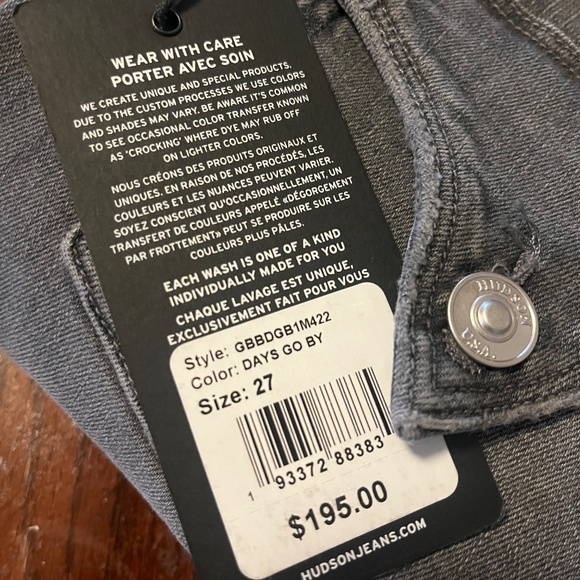 WEAR WITH CARE
PORTER AVEC SOIN
WE CREATE UNIQUE AND SPECIAL PRODUCTS.
DUE TO THE CUSTOM PROCESSES WE USE COLORS
AND SHADES MAY VARY. BE AWARE IT'S COMMON
TO SEE OCCASIONAL COLOR TRANSFER KNOWN
AS 'CROCKING' WHERE DYE MAY RUB OFF
ON LIGHTER COLORS.
NOUS CRÉONS DES PRODUITS ORIGINAUX ET
UNIQUES. EN RAISON DE NOS PROCÉDÉS, LES
COULEURS ET LES NUANCES PEUVENT VARIER.
SOYEZ CONSCIENT QU'OCCASIONELLEMENT, UN
TRANSFERT DE COULEURS APPELÉ «DÉGORGEMENT
PAR FROTTEMENT» PEUT SE PRODUIRE SUR LES
COULEURS PLUS PÂLES.
EACH WASH IS ONE OF A KIND
INDIVIDUALLY MADE FOR YOU
CHAQUE LAVAGE EST UNIQUE,
EXCLUSIVEMENT FAIT POUR VOUS
Style: GBBDGB1M422
Color: DAYS GO BY
Size: 27
1 93372 88383
$195.00
HUDSONJEANS.COM
HUDSON
U.S.A.